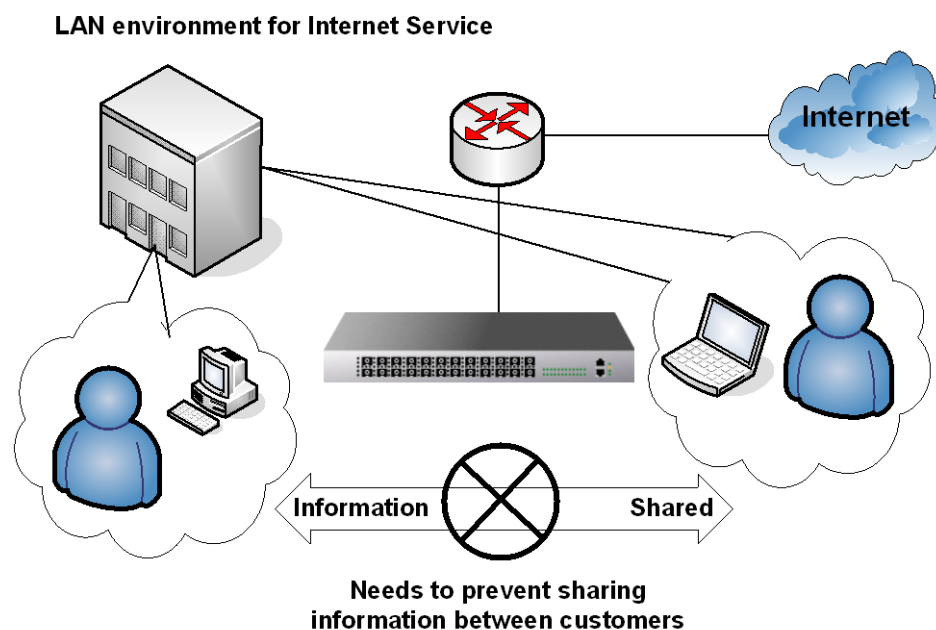 LAN environment for Internet Service
Internet
Information
Shared
Needs to prevent sharing
information between customers